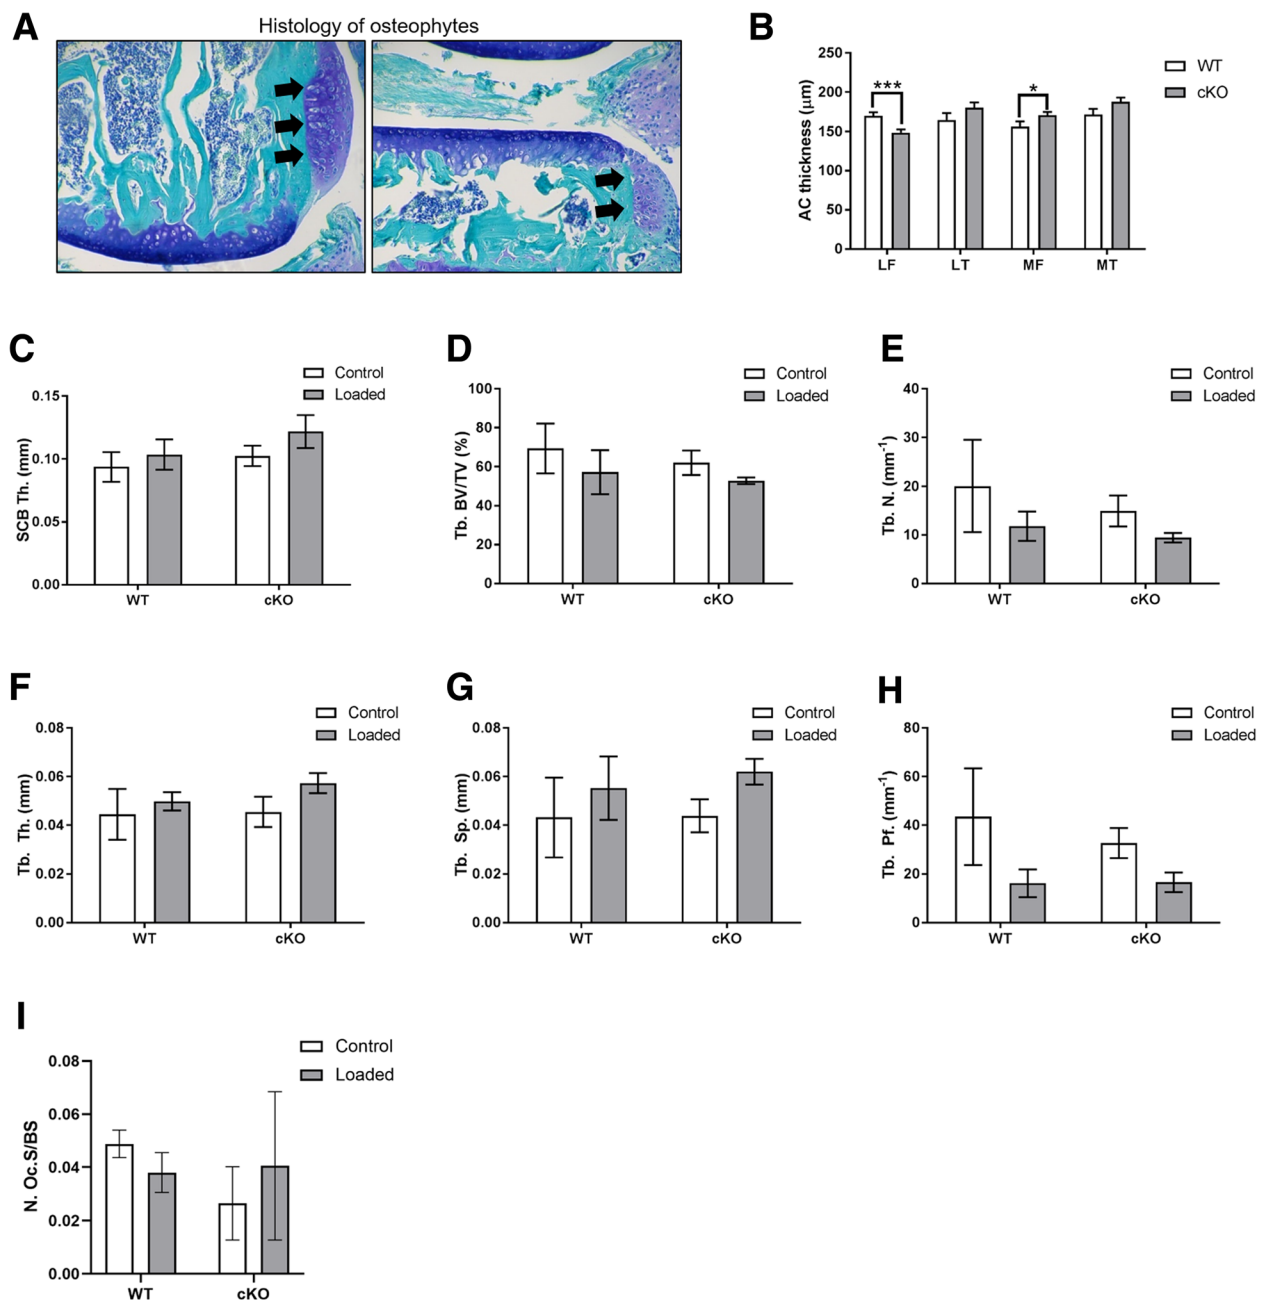 A
Histology of osteophytes
B
AC thickness (μm)
250
200
150
100
50
0
***
*
LF
LT
MF
MT
WT
cKO
C
SCB Th. (mm)
0.15
0.10
0.05
0.00
WT
cKO
Control
Loaded
D
Tb. BV/TV (%)
100
80
60
40
20
0
WT
cKO
Control
Loaded
E
Tb. N. (mm⁻¹)
40
30
20
10
0
WT
cKO
Control
Loaded
F
Tb. Th. (mm)
0.08
0.06
0.04
0.02
0.00
WT
cKO
Control
Loaded
G
Tb. Sp. (mm)
0.08
0.06
0.04
0.02
0.00
WT
cKO
Control
Loaded
H
Tb. Pf. (mm⁻¹)
80
60
40
20
0
WT
cKO
Control
Loaded
I
N. Oc.S/BS
0.08
0.06
0.04
0.02
0.00
WT
cKO
Control
Loaded